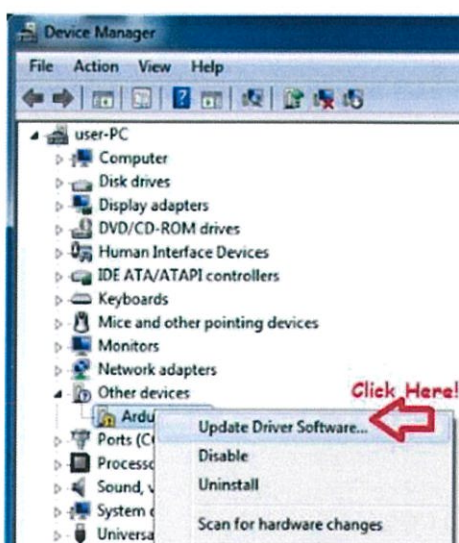 Device Manager
File Action View Help
user-PC
Computer
Disk drives
Display adapters
DVD/CD-ROM drives
Human Interface Devices
IDE ATA/ATAPI controllers
Keyboards
Mice and other pointing devices
Monitors
Network adapters
Other devices
Click Here!
Ardu
Update Driver Software...
Ports (C
Disable
Processo
Uninstall
Sound, v
System d
Scan for hardware changes
Universa